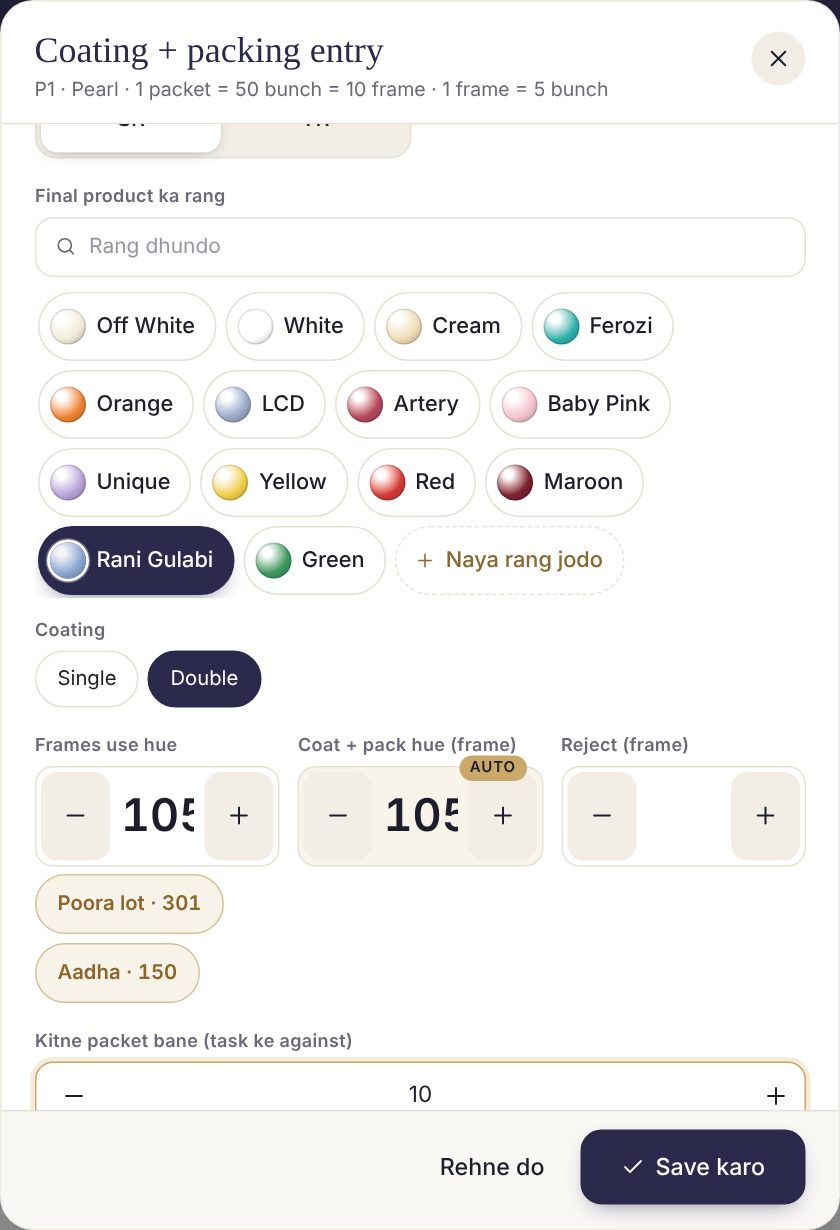 Coating + packing entry
P1 · Pearl · 1 packet = 50 bunch = 10 frame · 1 frame = 5 bunch
Final product ka rang
Rang dhundo
Off White White Cream Ferozi
Orange LCD Artery Baby Pink
Unique Yellow Red Maroon
Rani Gulabi Green + Naya rang jodo
Coating
Single Double
Frames use hue Coat + pack hue (frame) Reject (frame)
AUTO
− 105 + − 105 + − +
Poora lot · 301
Aadha · 150
Kitne packet bane (task ke against)
− 10 +
Rehne do Save karo